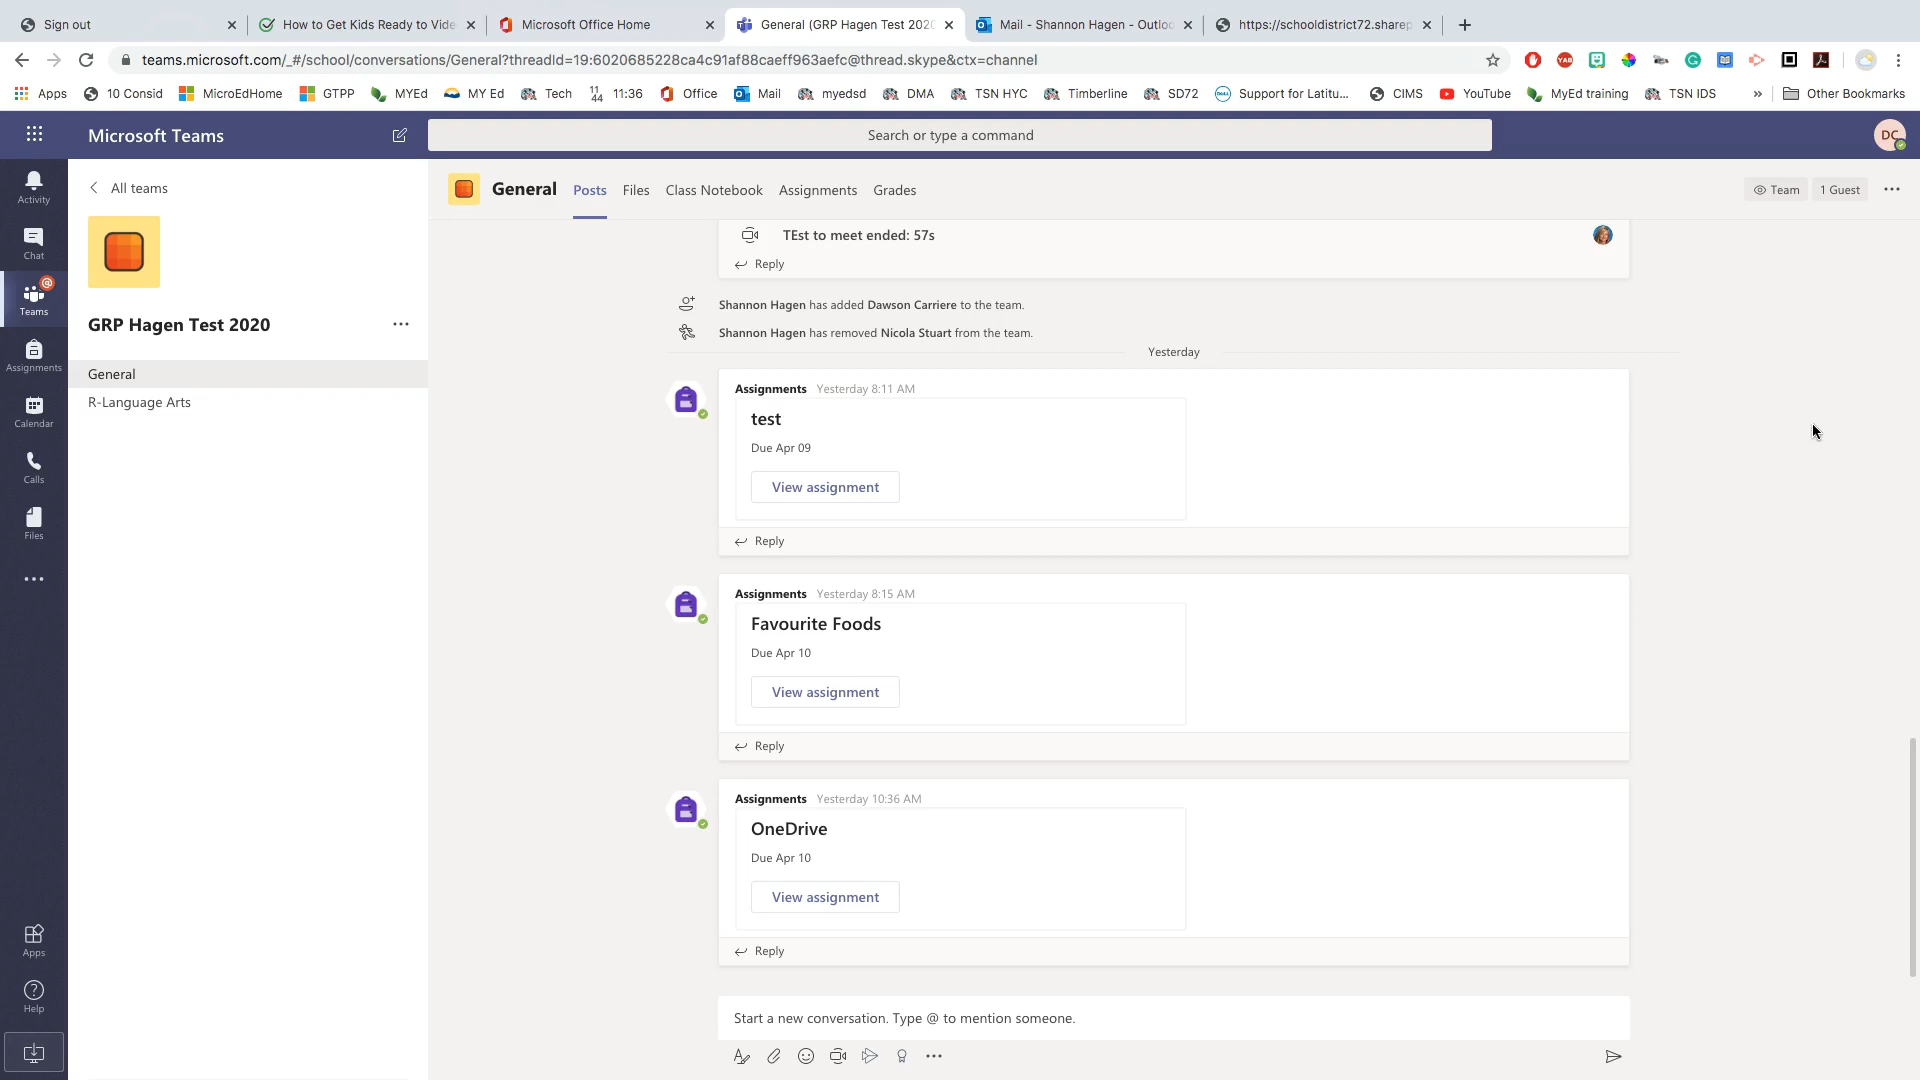 Sign out
How to Get Kids Ready to Vide
Microsoft Office Home
General (GRP Hagen Test 2020
Mail - Shannon Hagen - Outloo
https://schooldistrict72.sharep
teams.microsoft.com/_#/school/conversations/General?threadId=19:6020685228ca4c91af88caeff963aefc@thread.skype&ctx=channel
Apps
10 Consid
MicroEdHome
GTPP
MYEd
MY Ed
Tech
11:36
Office
Mail
myedsd
DMA
TSN HYC
Timberline
SD72
Support for Latitu...
CIMS
YouTube
MyEd training
TSN IDS
»
Other Bookmarks
Microsoft Teams
Search or type a command
DC
Activity
Chat
Teams
Assignments
Calendar
Calls
Files
Apps
Help
All teams
GRP Hagen Test 2020
General
R-Language Arts
General
Posts
Files
Class Notebook
Assignments
Grades
Team
1 Guest
TEst to meet ended: 57s
Reply
Shannon Hagen has added Dawson Carriere to the team.
Shannon Hagen has removed Nicola Stuart from the team.
Yesterday
Assignments Yesterday 8:11 AM
test
Due Apr 09
View assignment
Reply
Assignments Yesterday 8:15 AM
Favourite Foods
Due Apr 10
View assignment
Reply
Assignments Yesterday 10:36 AM
OneDrive
Due Apr 10
View assignment
Reply
Start a new conversation. Type @ to mention someone.